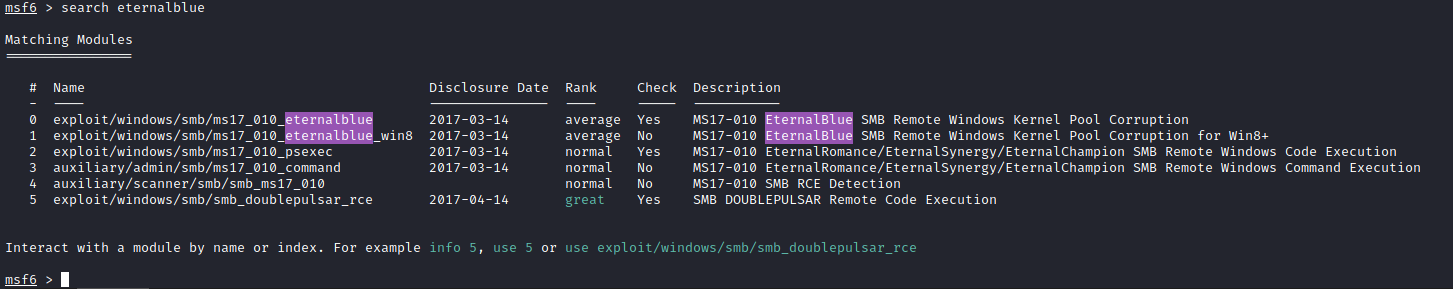 msf6 > search eternalblue
Matching Modules
================
# Name Disclosure Date Rank Check Description
- ---- --------------- ---- ----- -----------
0 exploit/windows/smb/ms17_010_eternalblue 2017-03-14 average Yes MS17-010 EternalBlue SMB Remote Windows Kernel Pool Corruption
1 exploit/windows/smb/ms17_010_eternalblue_win8 2017-03-14 average No MS17-010 EternalBlue SMB Remote Windows Kernel Pool Corruption for Win8+
2 exploit/windows/smb/ms17_010_psexec 2017-03-14 normal Yes MS17-010 EternalRomance/EternalSynergy/EternalChampion SMB Remote Windows Code Execution
3 auxiliary/admin/smb/ms17_010_command 2017-03-14 normal No MS17-010 EternalRomance/EternalSynergy/EternalChampion SMB Remote Windows Command Execution
4 auxiliary/scanner/smb/smb_ms17_010 normal No MS17-010 SMB RCE Detection
5 exploit/windows/smb/smb_doublepulsar_rce 2017-04-14 great Yes SMB DOUBLEPULSAR Remote Code Execution
Interact with a module by name or index. For example info 5, use 5 or use exploit/windows/smb/smb_doublepulsar_rce
msf6 >